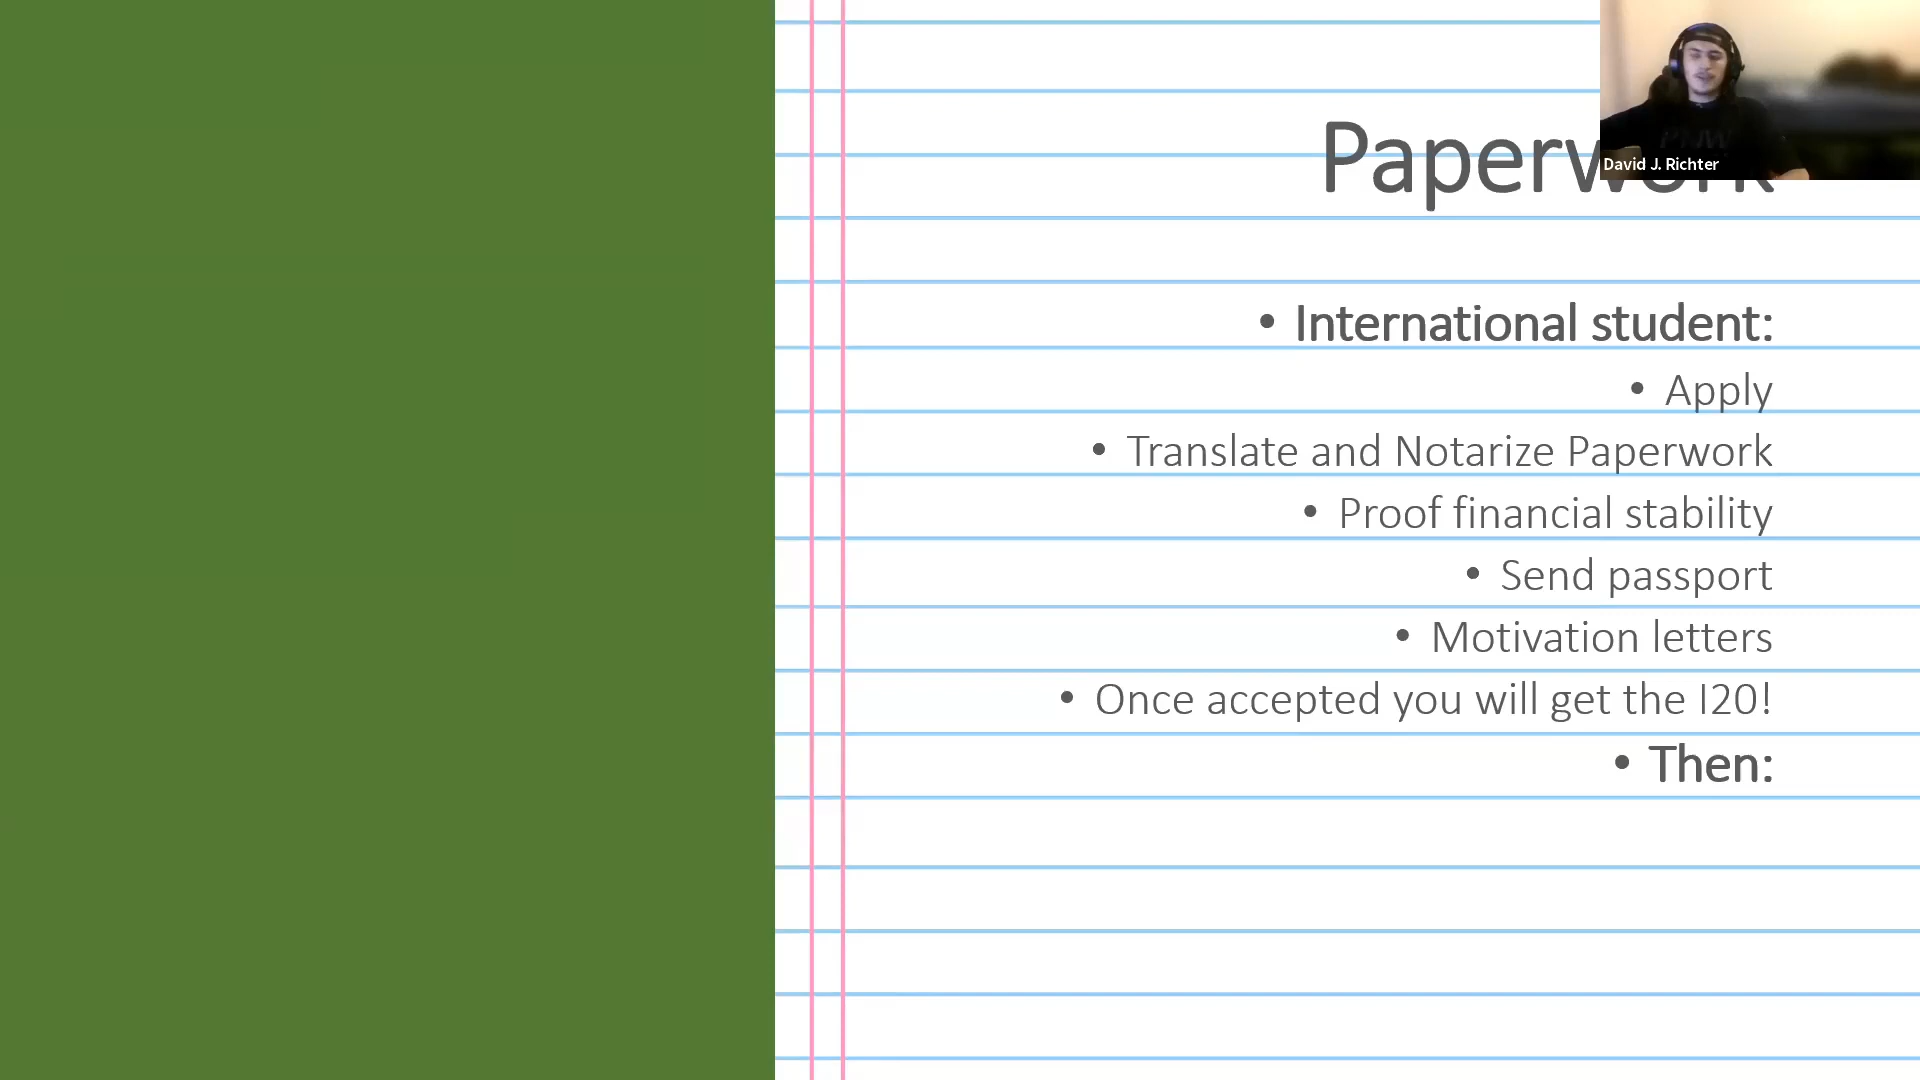 Paperwork
David J. Richter
• International student:
• Apply
• Translate and Notarize Paperwork
• Proof financial stability
• Send passport
• Motivation letters
• Once accepted you will get the I20!
• Then: